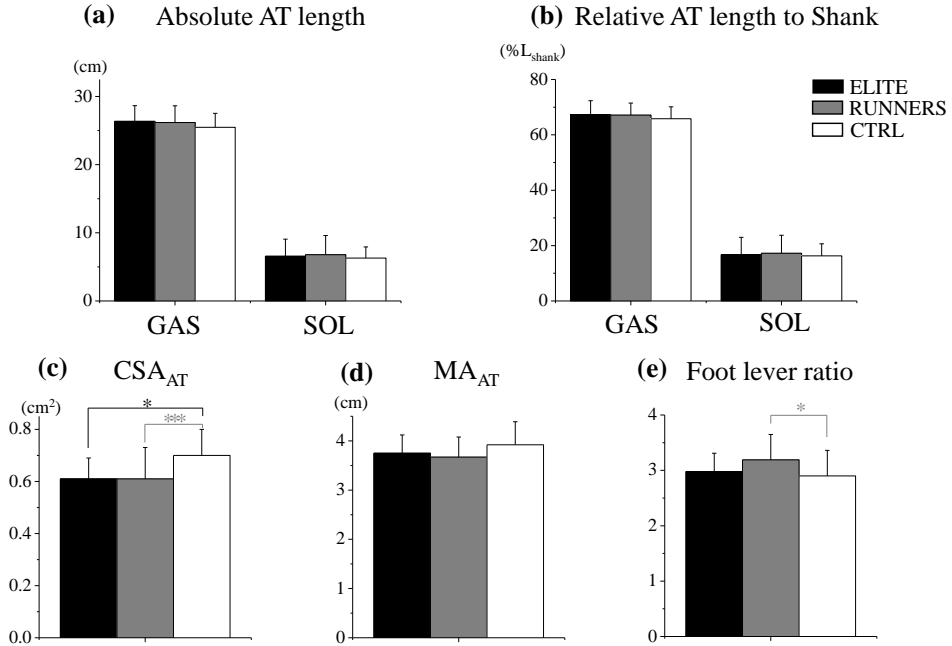 (a) Absolute AT length
(b) Relative AT length to Shank
(cm)
30
20
10
0
GAS SOL
(%Lshank)
80
60
40
20
0
GAS SOL
ELITE
RUNNERS
CTRL
(c) CSAAT
(cm2)
0.8
0.6
0.4
0.2
0.0
*
***
(d) MAAT
(cm)
4
3
2
1
0
(e) Foot lever ratio
4
3
2
1
0
*